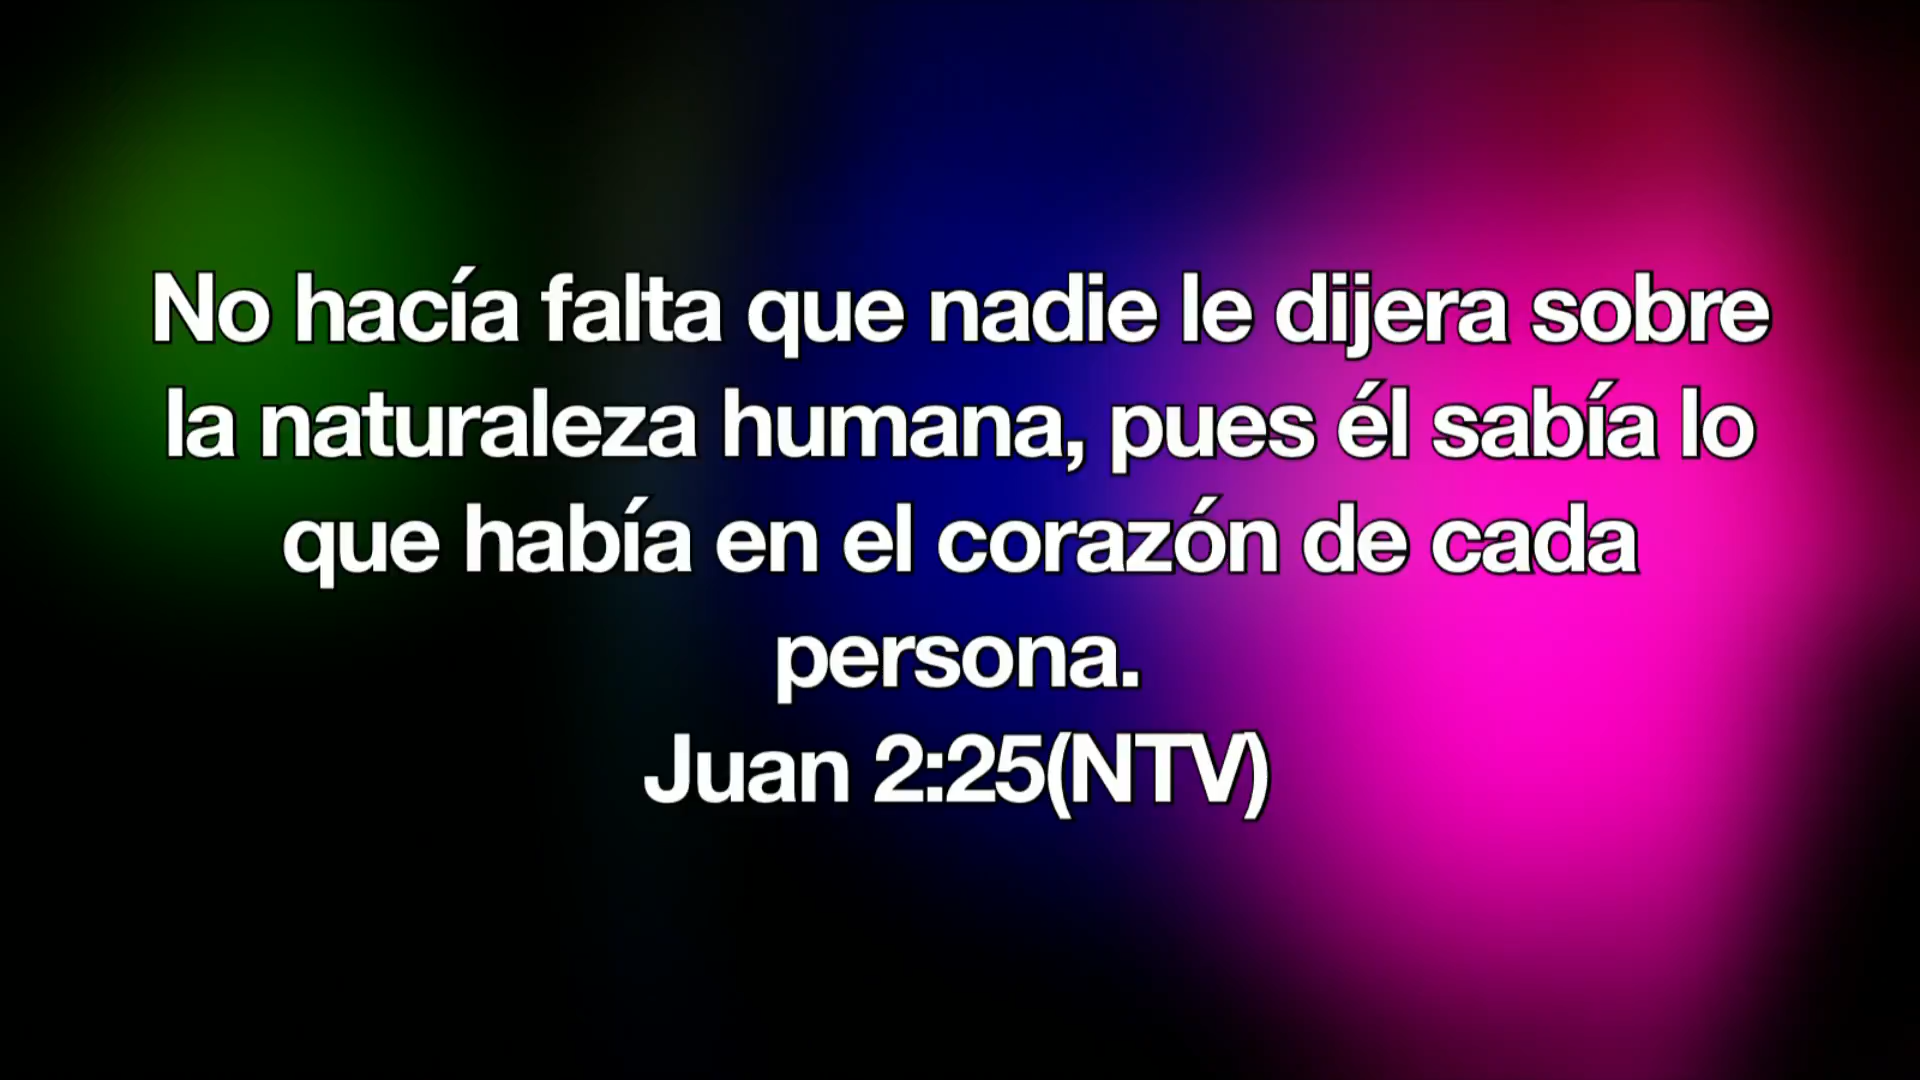 No hacía falta que nadie le dijera sobre
la naturaleza humana, pues él sabía lo
que había en el corazón de cada
persona.
Juan 2:25(NTV)